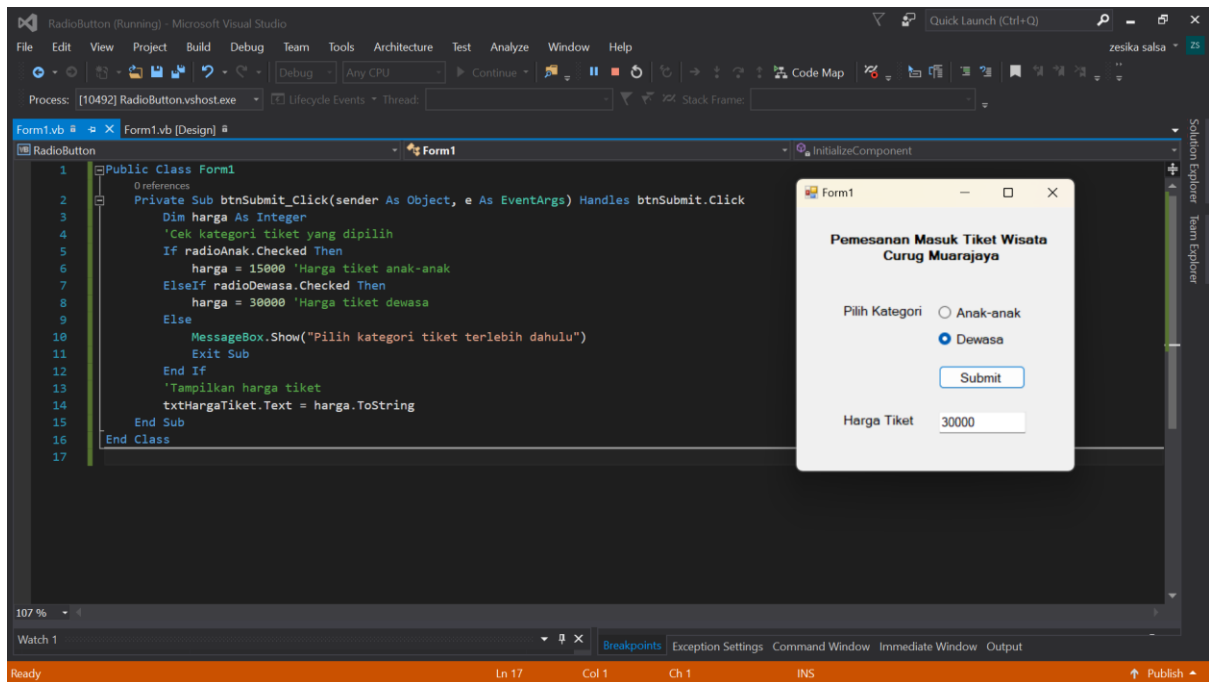 RadioButton (Running) - Microsoft Visual Studio
Quick Launch (Ctrl+Q)
File Edit View Project Build Debug Team Tools Architecture Test Analyze Window Help
zesika salsa ZS
Debug Any CPU Continue Code Map
Process: [10492] RadioButton.vshost.exe Lifecycle Events Thread: Stack Frame:
Form1.vb Form1.vb [Design]
RadioButton Form1 InitializeComponent
1 Public Class Form1
0 references
2 Private Sub btnSubmit_Click(sender As Object, e As EventArgs) Handles btnSubmit.Click
3 Dim harga As Integer
4 'Cek kategori tiket yang dipilih
5 If radioAnak.Checked Then
6 harga = 15000 'Harga tiket anak-anak
7 ElseIf radioDewasa.Checked Then
8 harga = 30000 'Harga tiket dewasa
9 Else
10 MessageBox.Show("Pilih kategori tiket terlebih dahulu")
11 Exit Sub
12 End If
13 'Tampilkan harga tiket
14 txtHargaTiket.Text = harga.ToString
15 End Sub
16 End Class
17
Form1
Pemesanan Masuk Tiket Wisata
Curug Muarajaya
Pilih Kategori Anak-anak
Dewasa
Submit
Harga Tiket 30000
Solution Explorer
Team Explorer
107 %
Watch 1
Breakpoints Exception Settings Command Window Immediate Window Output
Ready Ln 17 Col 1 Ch 1 INS Publish